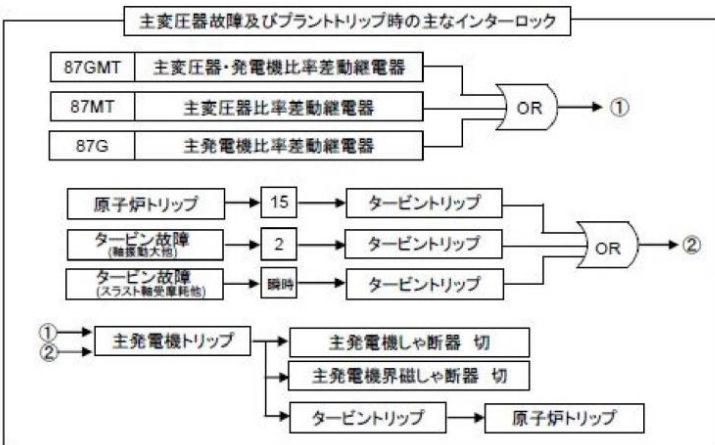 主変圧器故障及びプラントトリップ時の主なインターロック
87GMT 主変圧器・発電機比率差動継電器
87MT 主変圧器比率差動継電器
87G 主発電機比率差動継電器
OR
①
原子炉トリップ 15 タービントリップ
タービン故障
(軸振動大他)
2 タービントリップ
タービン故障
(スラスト軸受摩耗他)
瞬時 タービントリップ
OR
②
①
②
主発電機トリップ
主発電機しゃ断器 切
主発電機界磁しゃ断器 切
タービントリップ 原子炉トリップ